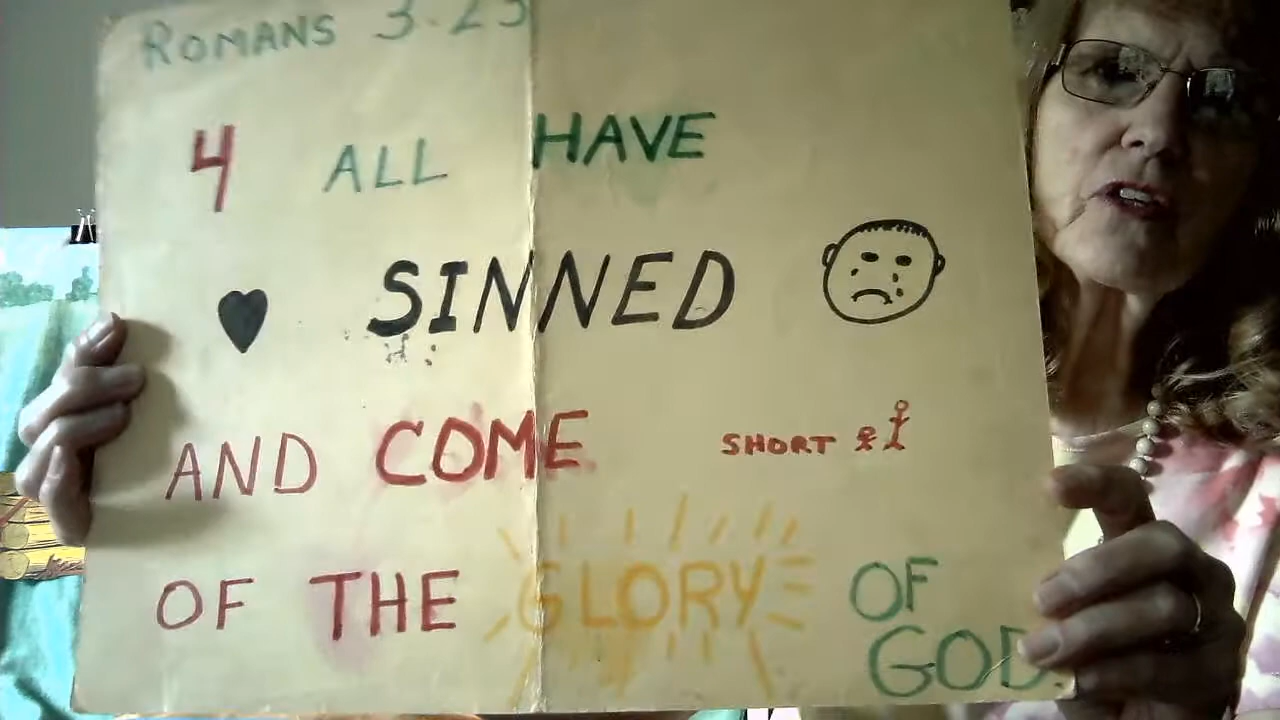 ROMANS 3-23
4 ALL HAVE
SINNED
AND COME SHORT
OF THE GLORY OF
GOD.